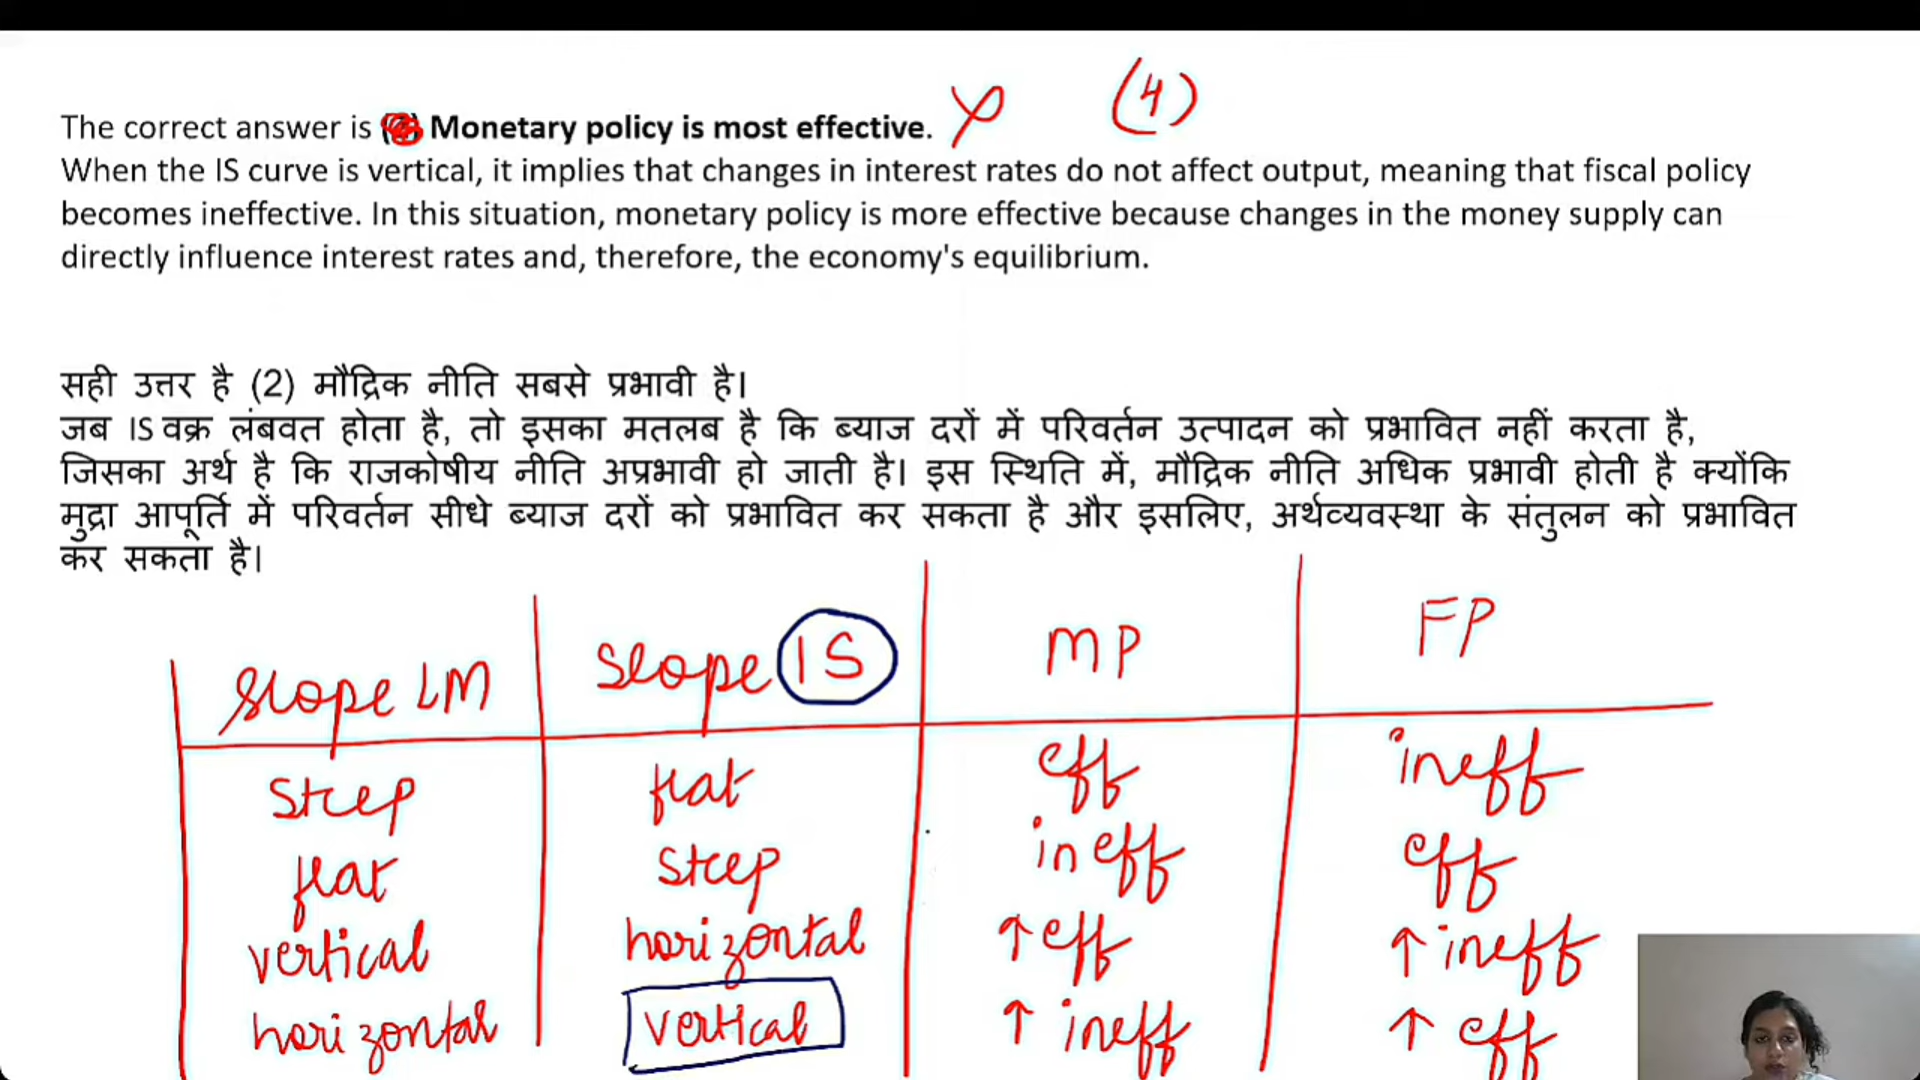 The correct answer is Monetary policy is most effective.
(4)
When the IS curve is vertical, it implies that changes in interest rates do not affect output, meaning that fiscal policy
becomes ineffective. In this situation, monetary policy is more effective because changes in the money supply can
directly influence interest rates and, therefore, the economy's equilibrium.
सही उत्तर है (2) मौद्रिक नीति सबसे प्रभावी है।
जब IS वक्र लंबवत होता है, तो इसका मतलब है कि ब्याज दरों में परिवर्तन उत्पादन को प्रभावित नहीं करता है,
जिसका अर्थ है कि राजकोषीय नीति अप्रभावी हो जाती है। इस स्थिति में, मौद्रिक नीति अधिक प्रभावी होती है क्योंकि
मुद्रा आपूर्ति में परिवर्तन सीधे ब्याज दरों को प्रभावित कर सकता है और इसलिए, अर्थव्यवस्था के संतुलन को प्रभावित
कर सकता है।
Slope LM Slope IS MP FP
Steep flat eff ineff
flat steep ineff eff
vertical horizontal ↑ eff ↑ ineff
horizontal vertical ↑ ineff ↑ eff